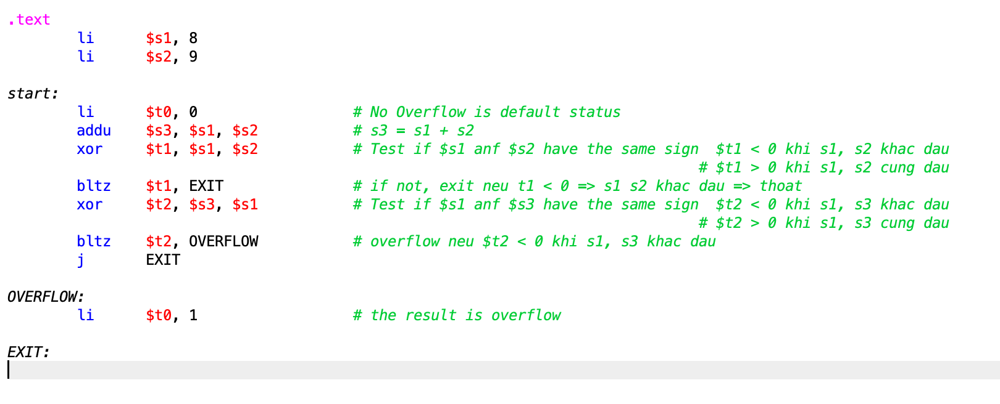 .text
li $s1, 8
li $s2, 9
start:
li $t0, 0 # No Overflow is default status
addu $s3, $s1, $s2 # s3 = s1 + s2
xor $t1, $s1, $s2 # Test if $s1 anf $s2 have the same sign $t1 < 0 khi s1, s2 khac dau
# $t1 > 0 khi s1, s2 cung dau
bltz $t1, EXIT # if not, exit neu t1 < 0 => s1 s2 khac dau => thoat
xor $t2, $s3, $s1 # Test if $s1 anf $s3 have the same sign $t2 < 0 khi s1, s3 khac dau
# $t2 > 0 khi s1, s3 cung dau
bltz $t2, OVERFLOW # overflow neu $t2 < 0 khi s1, s3 khac dau
j EXIT
OVERFLOW:
li $t0, 1 # the result is overflow
EXIT: